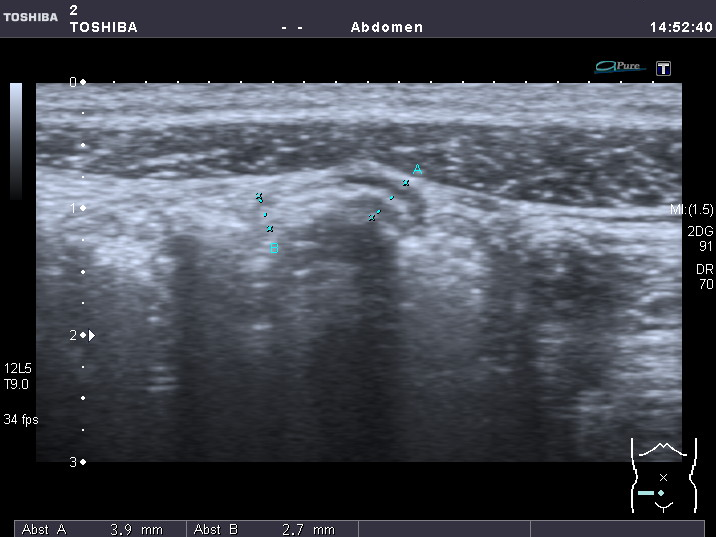 TOSHIBA
2
TOSHIBA - - Abdomen 14:52:40
Pure T
0
A
1
MI:(1.5)
2DG
91
DR
70
2
12L5
T9.0
34 fps
3
Abst A 3.9 mm Abst B 2.7 mm